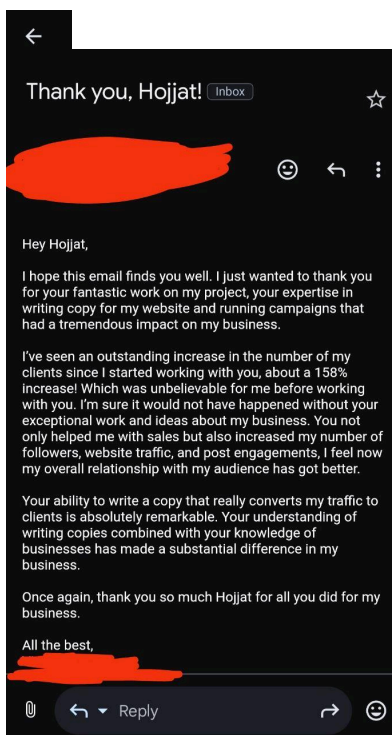 Thank you, Hojjat! Inbox
Hey Hojjat,
I hope this email finds you well. I just wanted to thank you
for your fantastic work on my project, your expertise in
writing copy for my website and running campaigns that
had a tremendous impact on my business.
I've seen an outstanding increase in the number of my
clients since I started working with you, about a 158%
increase! Which was unbelievable for me before working
with you. I'm sure it would not have happened without your
exceptional work and ideas about my business. You not
only helped me with sales but also increased my number of
followers, website traffic, and post engagements, I feel now
my overall relationship with my audience has got better.
Your ability to write a copy that really converts my traffic to
clients is absolutely remarkable. Your understanding of
writing copies combined with your knowledge of
businesses has made a substantial difference in my
business.
Once again, thank you so much Hojjat for all you did for my
business.
All the best,
Reply